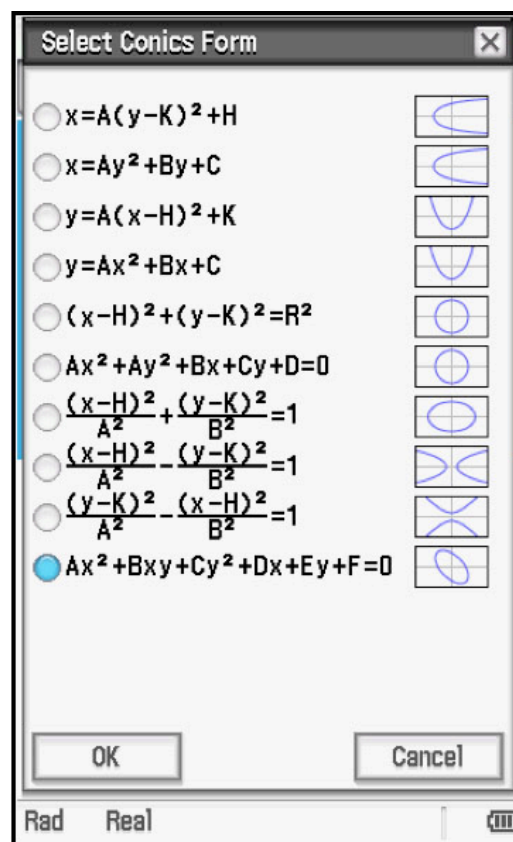 Select Conics Form
x=A(y-K)²+H
x=Ay²+By+C
y=A(x-H)²+K
y=Ax²+Bx+C
(x-H)²+(y-K)²=R²
Ax²+Ay²+Bx+Cy+D=0
(x-H)²/A²+(y-K)²/B²=1
(x-H)²/A²-(y-K)²/B²=1
(y-K)²/A²-(x-H)²/B²=1
Ax²+Bxy+Cy²+Dx+Ey+F=0
OK Cancel
Rad Real